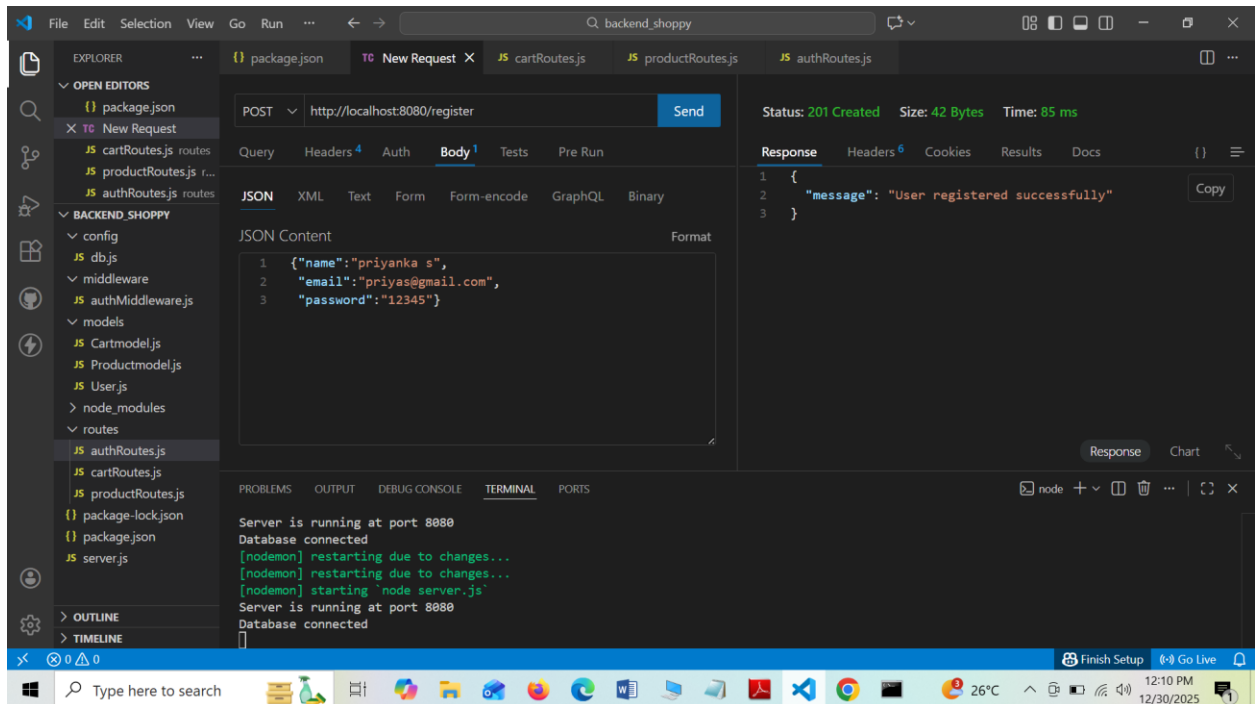 File Edit Selection View Go Run ··· ← → backend_shoppy
EXPLORER ···
OPEN EDITORS
{} package.json
TC New Request
JS cartRoutes.js routes
JS productRoutes.js r...
JS authRoutes.js routes
BACKEND_SHOPPY
config
JS db.js
middleware
JS authMiddleware.js
models
JS Cartmodel.js
JS Productmodel.js
JS User.js
node_modules
routes
JS authRoutes.js
JS cartRoutes.js
JS productRoutes.js
{} package-lock.json
{} package.json
JS server.js
OUTLINE
TIMELINE
{} package.json TC New Request JS cartRoutes.js JS productRoutes.js JS authRoutes.js ···
POST http://localhost:8080/register Send
Query Headers 4 Auth Body 1 Tests Pre Run
JSON XML Text Form Form-encode GraphQL Binary
JSON Content Format
1 {"name":"priyanka s",
2 "email":"priyas@gmail.com",
3 "password":"12345"}
Status: 201 Created Size: 42 Bytes Time: 85 ms
Response Headers 6 Cookies Results Docs {}
1 {
2 "message": "User registered successfully"
3 }
Copy
Response Chart
PROBLEMS OUTPUT DEBUG CONSOLE TERMINAL PORTS node ···
Server is running at port 8080
Database connected
[nodemon] restarting due to changes...
[nodemon] restarting due to changes...
[nodemon] starting `node server.js`
Server is running at port 8080
Database connected
0 0 Finish Setup Go Live
Type here to search 3 26°C 12:10 PM
12/30/2025 1